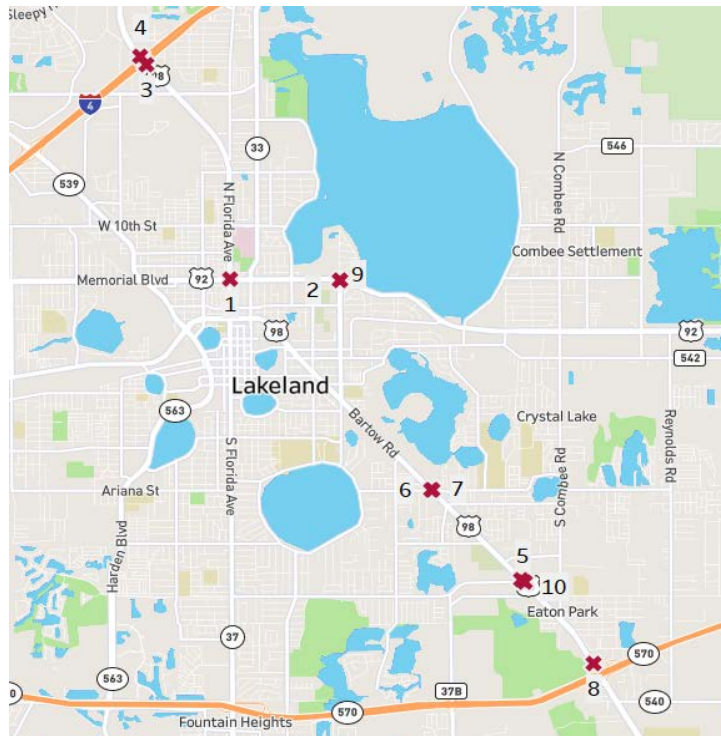 Sleepy H
4
98
3
4
33
546
539
N Florida Ave
N Combee Rd
W 10th St
Combee Settlement
Memorial Blvd
92
9
2
1
98
92
542
Lakeland
563
Bartow Rd
Crystal Lake
Reynolds Rd
S Florida Ave
S Combee Rd
Ariana St
6
7
Harden Blvd
98
5
10
Eaton Park
37
570
8
563
37B
540
0
Fountain Heights
570